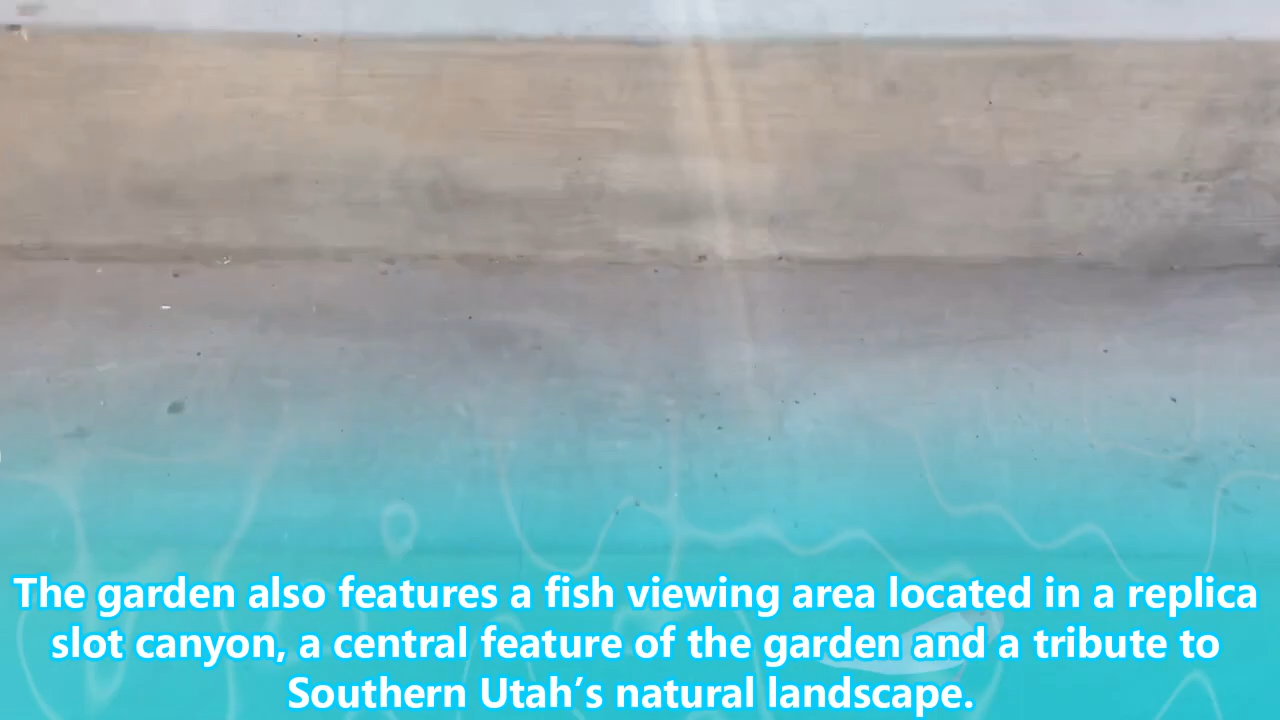 The garden also features a fish viewing area located in a replica
slot canyon, a central feature of the garden and a tribute to
Southern Utah’s natural landscape.